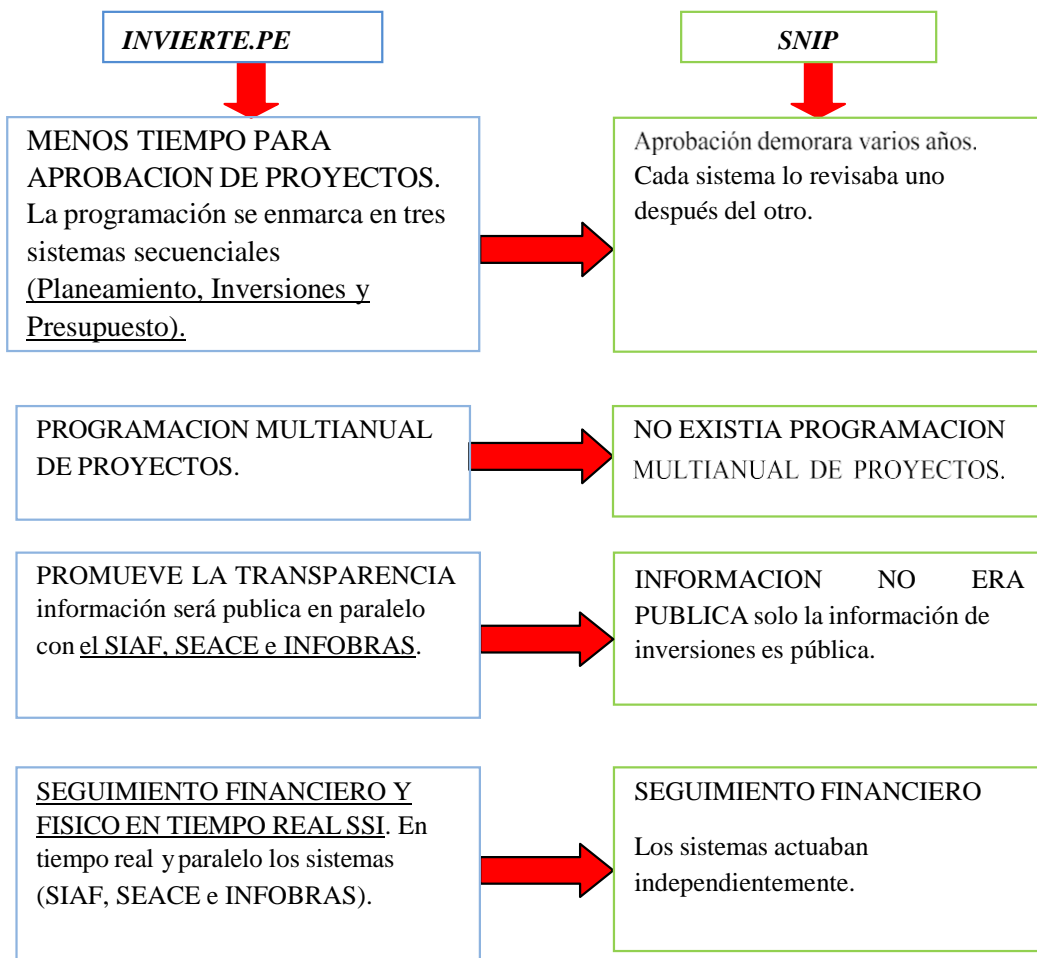 INVIERTE.PE
SNIP
MENOS TIEMPO PARA
APROBACION DE PROYECTOS.
La programación se enmarca en tres
sistemas secuenciales
(Planeamiento, Inversiones y
Presupuesto).
Aprobación demorara varios años.
Cada sistema lo revisaba uno
después del otro.
PROGRAMACION MULTIANUAL
DE PROYECTOS.
NO EXISTIA PROGRAMACION
MULTIANUAL DE PROYECTOS.
PROMUEVE LA TRANSPARENCIA
información será publica en paralelo
con el SIAF, SEACE e INFOBRAS.
INFORMACION NO ERA
PUBLICA solo la información de
inversiones es pública.
SEGUIMIENTO FINANCIERO Y
FISICO EN TIEMPO REAL SSI. En
tiempo real y paralelo los sistemas
(SIAF, SEACE e INFOBRAS).
SEGUIMIENTO FINANCIERO
Los sistemas actuaban
independientemente.